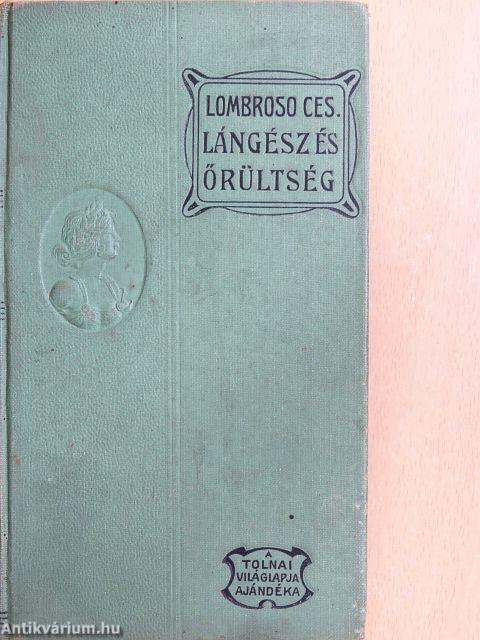 LOMBROSO CES.
LÁNGÉSZ ÉS
ŐRÜLTSÉG
A
TOLNAI
VILÁGLAPJA
AJÁNDÉKA
Antikvárium.hu